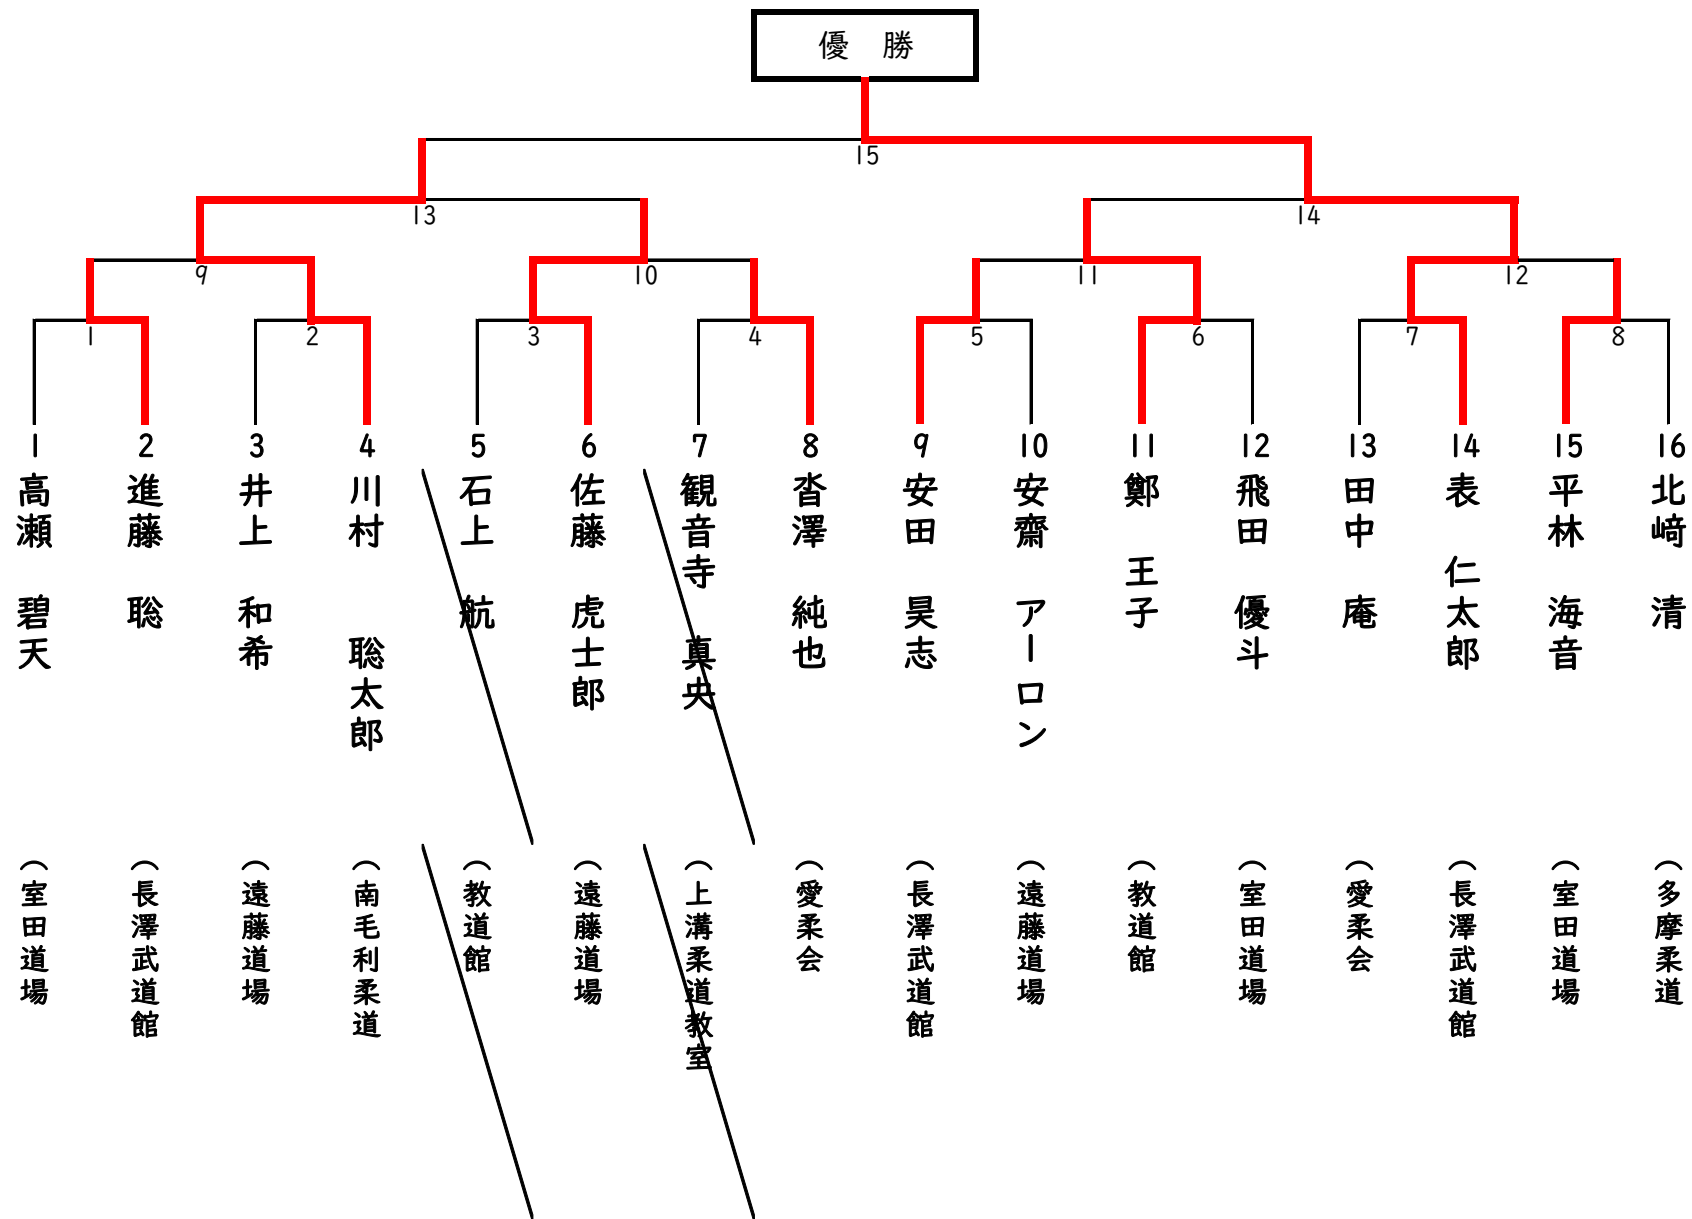 優　勝
15
13
14
9
10
11
12
1
2
3
4
5
6
7
8
1
高瀬　碧天
（室田道場
2
進藤　聡
（長澤武道館
3
井上　和希
（遠藤道場
4
川村　　聡太郎
（南毛利柔道
5
石上　航
（教道館
6
佐藤　虎士郎
（遠藤道場
7
観音寺　真央
（上溝柔道教室
8
沓澤　純也
（愛柔会
9
安田　昊志
（長澤武道館
10
安齋　アーロン
（遠藤道場
11
鄭　王子
（教道館
12
飛田　優斗
（室田道場
13
田中　庵
（愛柔会
14
表　仁太郎
（長澤武道館
15
平林　海音
（室田道場
16
北﨑　清
（多摩柔道